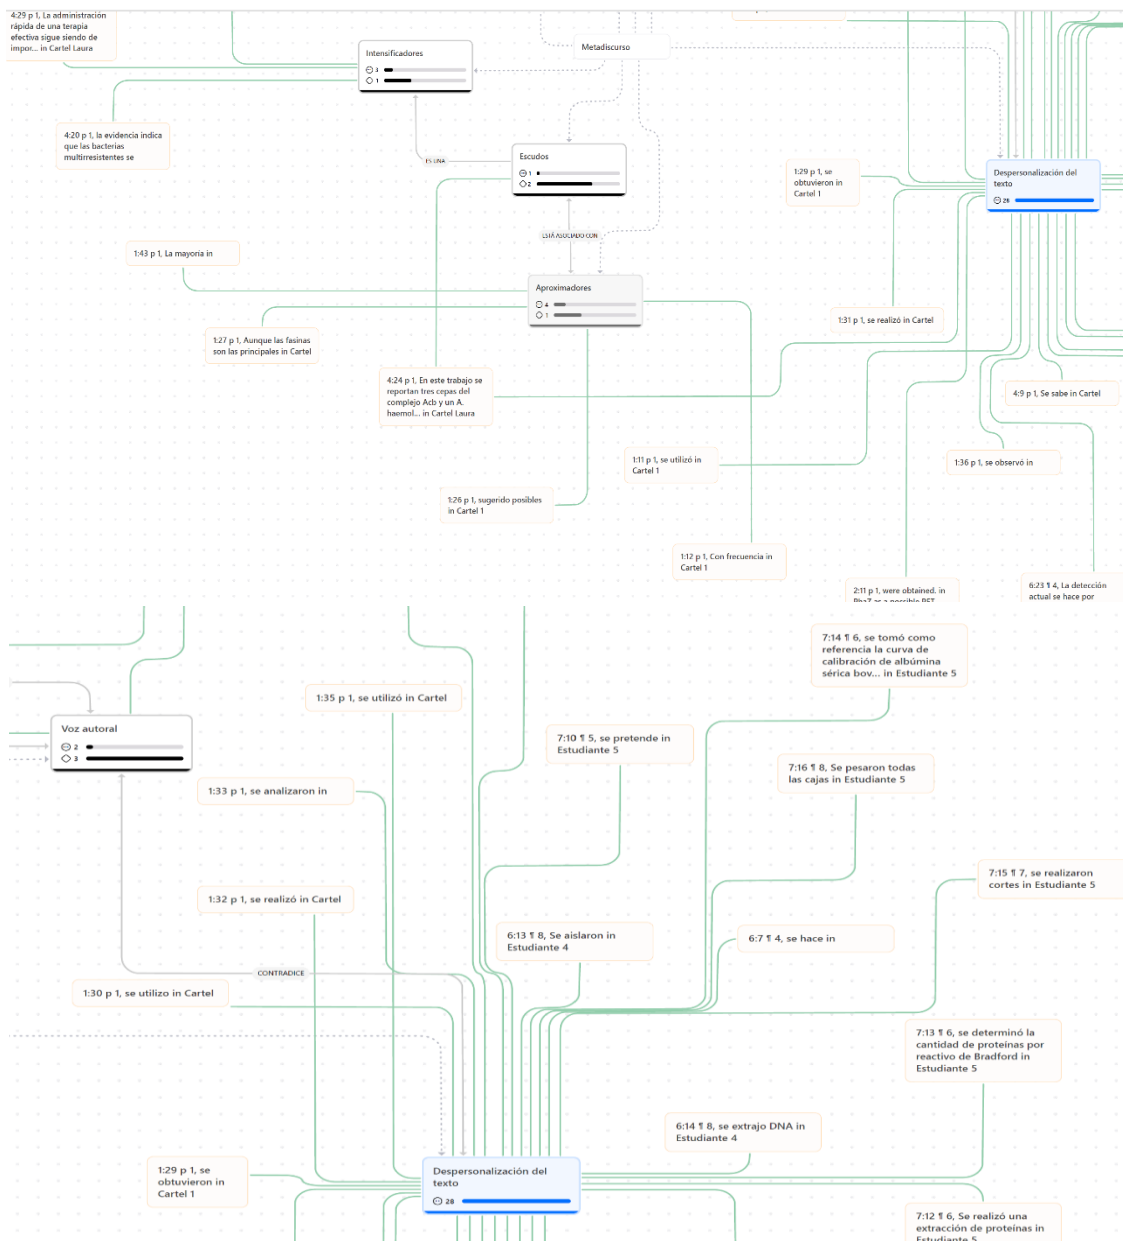 4:29 p 1, La administración
rápida de una terapia
efectiva sigue siendo de
impor... in Cartel Laura
Intensificadores
3
1
Metadiscurso
4:20 p 1, la evidencia indica
que las bacterias
multirresistentes se
ES UNA
Escudos
1
2
1:29 p 1, se
obtuvieron in
Cartel 1
Despersonalización del
texto
28
ESTÁ ASOCIADO CON
1:43 p 1, La mayoría in
Aproximadores
4
1
1:27 p 1, Aunque las fasinas
son las principales in Cartel
1:31 p 1, se realizó in Cartel
4:24 p 1, En este trabajo se
reportan tres cepas del
complejo Acb y un A.
haemol... in Cartel Laura
4:9 p 1, Se sabe in Cartel
1:11 p 1, se utilizó in
Cartel 1
1:36 p 1, se observó in
1:26 p 1, sugerido posibles
in Cartel 1
1:12 p 1, Con frecuencia in
Cartel 1
2:11 p 1, were obtained. in
6:23 ¶ 4, La detección
actual se hace por
7:14 ¶ 6, se tomó como
referencia la curva de
calibración de albúmina
sérica bov... in Estudiante 5
1:35 p 1, se utilizó in Cartel
Voz autoral
2
3
7:10 ¶ 5, se pretende in
Estudiante 5
7:16 ¶ 8, Se pesaron todas
las cajas in Estudiante 5
1:33 p 1, se analizaron in
7:15 ¶ 7, se realizaron
cortes in Estudiante 5
1:32 p 1, se realizó in Cartel
6:13 ¶ 8, Se aislaron in
Estudiante 4
6:7 ¶ 4, se hace in
CONTRADICE
1:30 p 1, se utilizo in Cartel
7:13 ¶ 6, se determinó la
cantidad de proteínas por
reactivo de Bradford in
Estudiante 5
6:14 ¶ 8, se extrajo DNA in
Estudiante 4
1:29 p 1, se
obtuvieron in
Cartel 1
Despersonalización del
texto
28
7:12 ¶ 6, Se realizó una
extracción de proteínas in
Estudiante 5